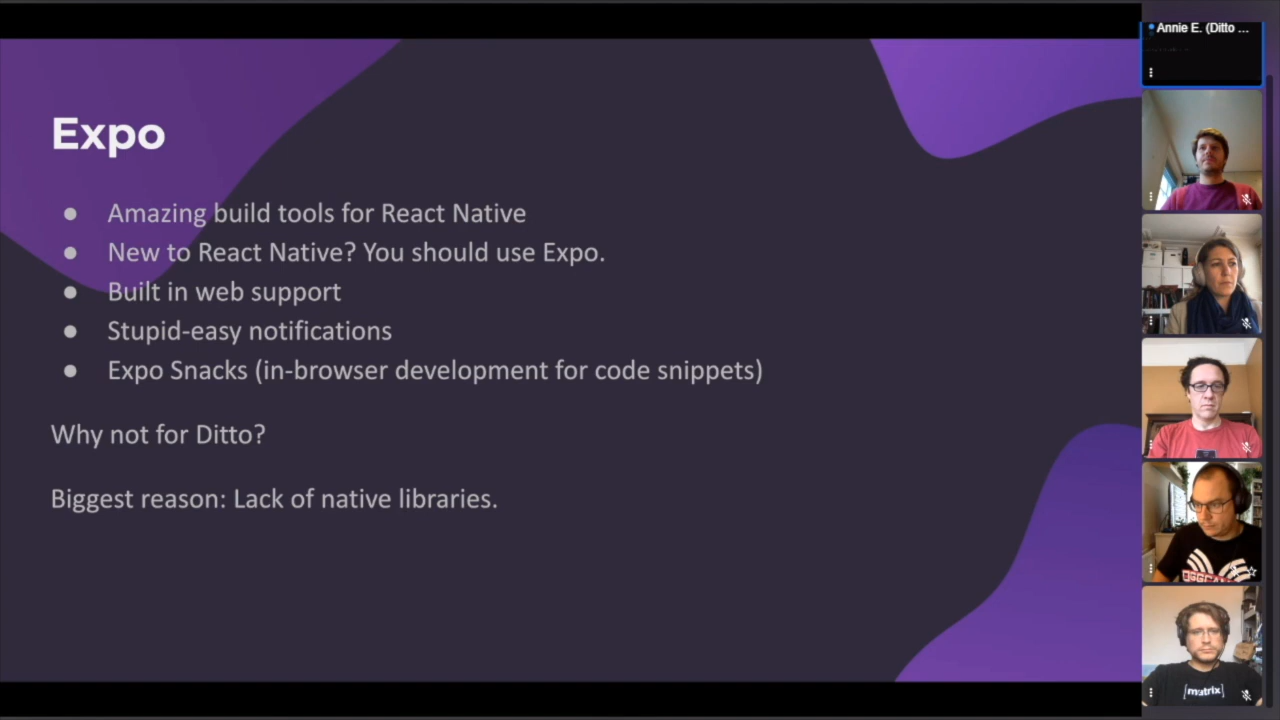 Annie E. (Ditto ...
Expo
● Amazing build tools for React Native
● New to React Native? You should use Expo.
● Built in web support
● Stupid-easy notifications
● Expo Snacks (in-browser development for code snippets)
Why not for Ditto?
Biggest reason: Lack of native libraries.
[matrix]